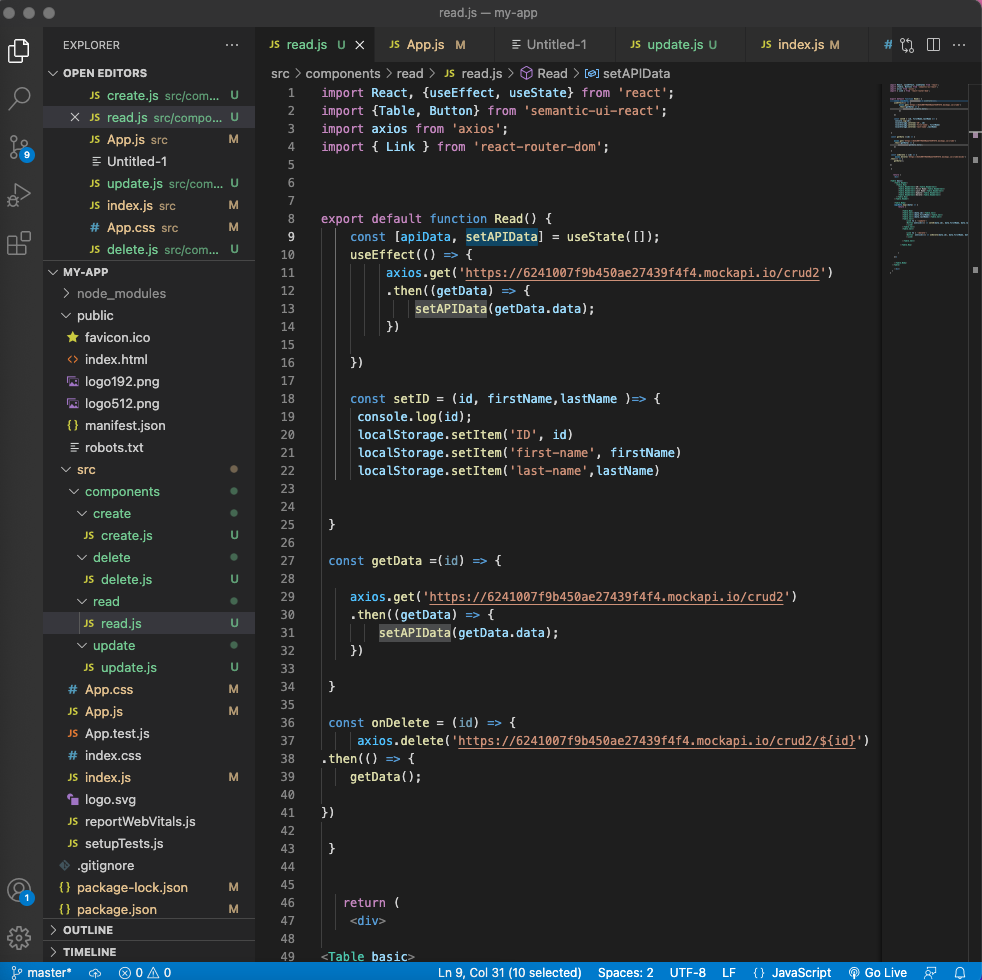 read.js — my-app
EXPLORER
OPEN EDITORS
JS create.js src/com... U
JS read.js src/compo... U
JS App.js src M
Untitled-1
JS update.js src/com... U
JS index.js src M
# App.css src M
JS delete.js src/com... U
MY-APP
node_modules
public
favicon.ico
<> index.html
logo192.png
logo512.png
{} manifest.json
robots.txt
src
components
create
JS create.js U
delete
JS delete.js U
read
JS read.js U
update
JS update.js U
# App.css M
JS App.js M
JS App.test.js
# index.css
JS index.js M
logo.svg
JS reportWebVitals.js
JS setupTests.js
.gitignore
{} package-lock.json M
{} package.json M
OUTLINE
TIMELINE
9
1
JS read.js U JS App.js M Untitled-1 JS update.js U JS index.js M #
src > components > read > JS read.js > Read > setAPIData
1 import React, {useEffect, useState} from 'react';
2 import {Table, Button} from 'semantic-ui-react';
3 import axios from 'axios';
4 import { Link } from 'react-router-dom';
5
6
7
8 export default function Read() {
9 const [apiData, setAPIData] = useState([]);
10 useEffect(() => {
11 axios.get('https://6241007f9b450ae27439f4f4.mockapi.io/crud2')
12 .then((getData) => {
13 setAPIData(getData.data);
14 })
15
16 })
17
18 const setID = (id, firstName,lastName )=> {
19 console.log(id);
20 localStorage.setItem('ID', id)
21 localStorage.setItem('first-name', firstName)
22 localStorage.setItem('last-name',lastName)
23
24
25 }
26
27 const getData =(id) => {
28
29 axios.get('https://6241007f9b450ae27439f4f4.mockapi.io/crud2')
30 .then((getData) => {
31 setAPIData(getData.data);
32 })
33
34 }
35
36 const onDelete = (id) => {
37 axios.delete('https://6241007f9b450ae27439f4f4.mockapi.io/crud2/${id}')
38 .then(() => {
39 getData();
40
41 })
42
43 }
44
45
46 return (
47 <div>
48
49 <Table basic>
master* 0 0 Ln 9, Col 31 (10 selected) Spaces: 2 UTF-8 LF {} JavaScript Go Live